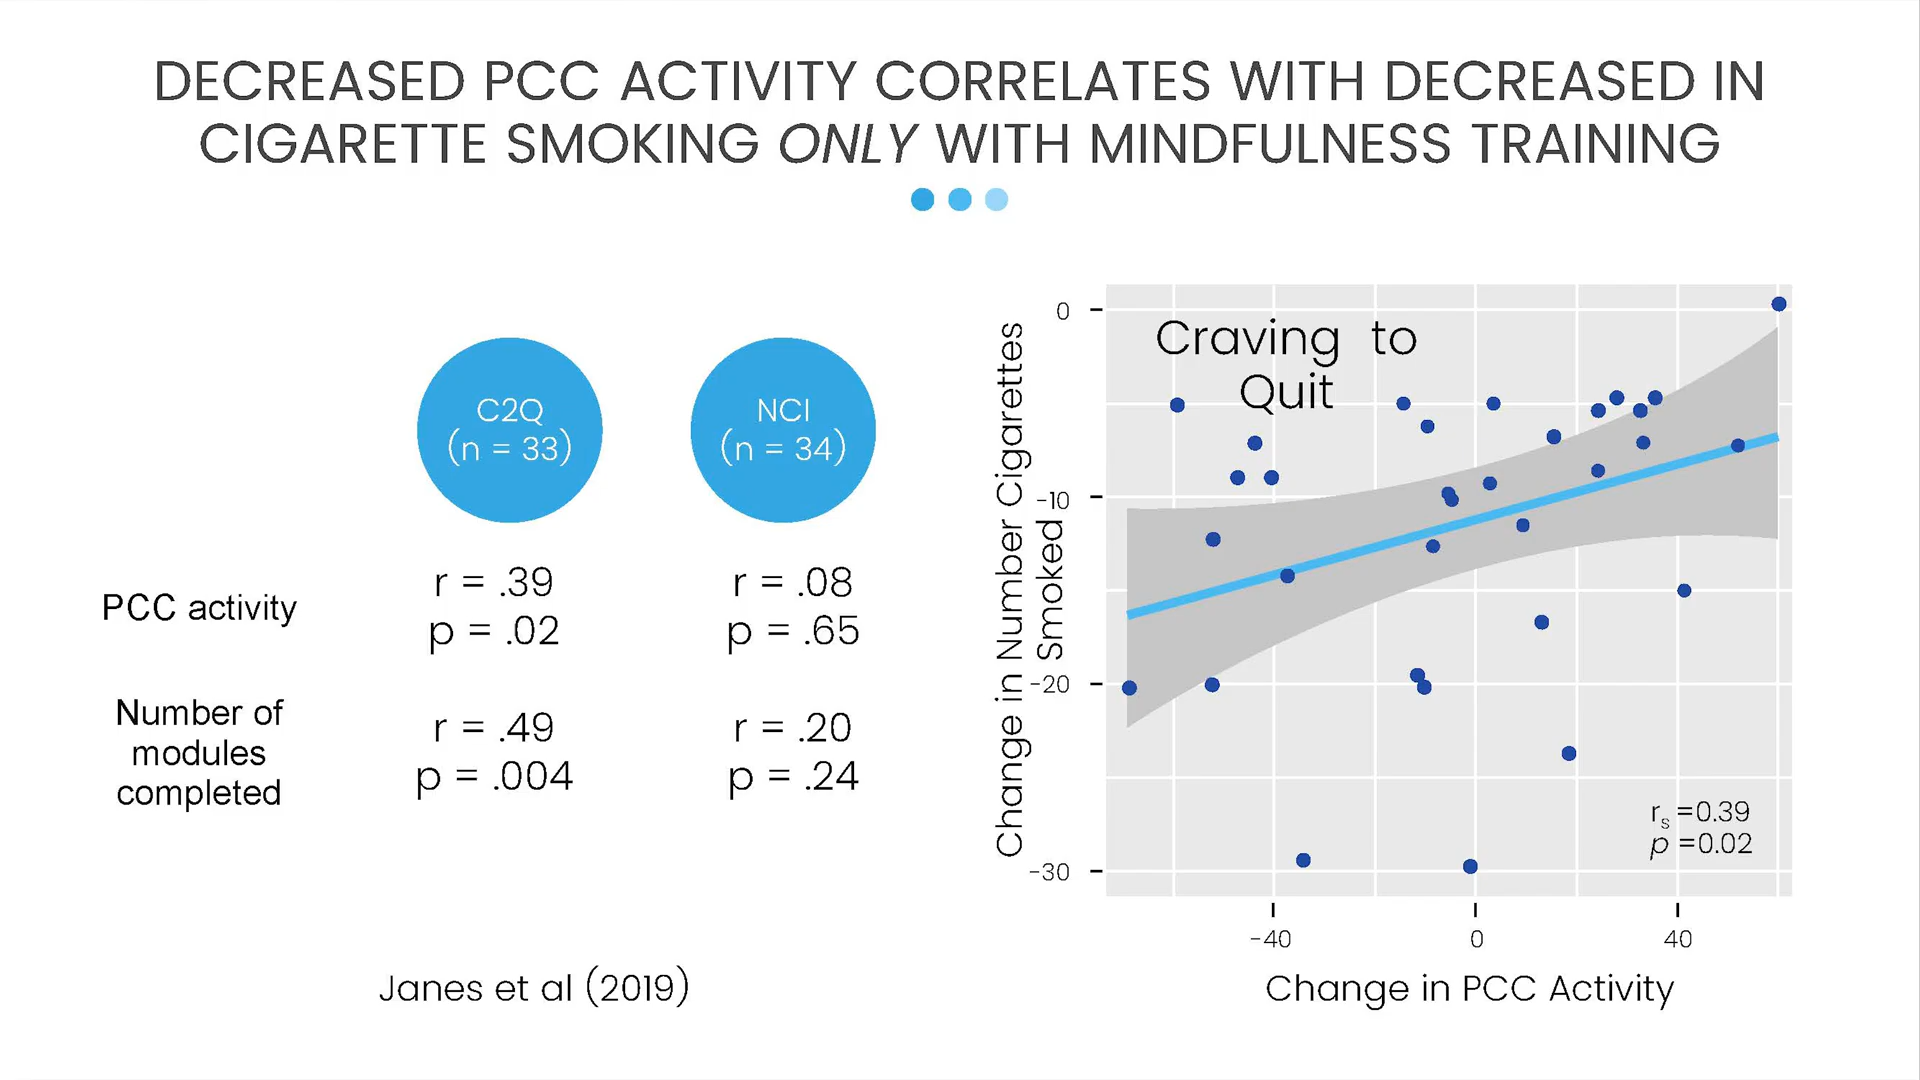 DECREASED PCC ACTIVITY CORRELATES WITH DECREASED IN
CIGARETTE SMOKING ONLY WITH MINDFULNESS TRAINING
C2Q
(n = 33)
NCI
(n = 34)
PCC activity
r = .39
p = .02
r = .08
p = .65
Number of
modules
completed
r = .49
p = .004
r = .20
p = .24
Janes et al (2019)
Change in Number Cigarettes
Smoked
0
-10
-20
-30
Craving to
Quit
rs =0.39
p =0.02
-40
0
40
Change in PCC Activity